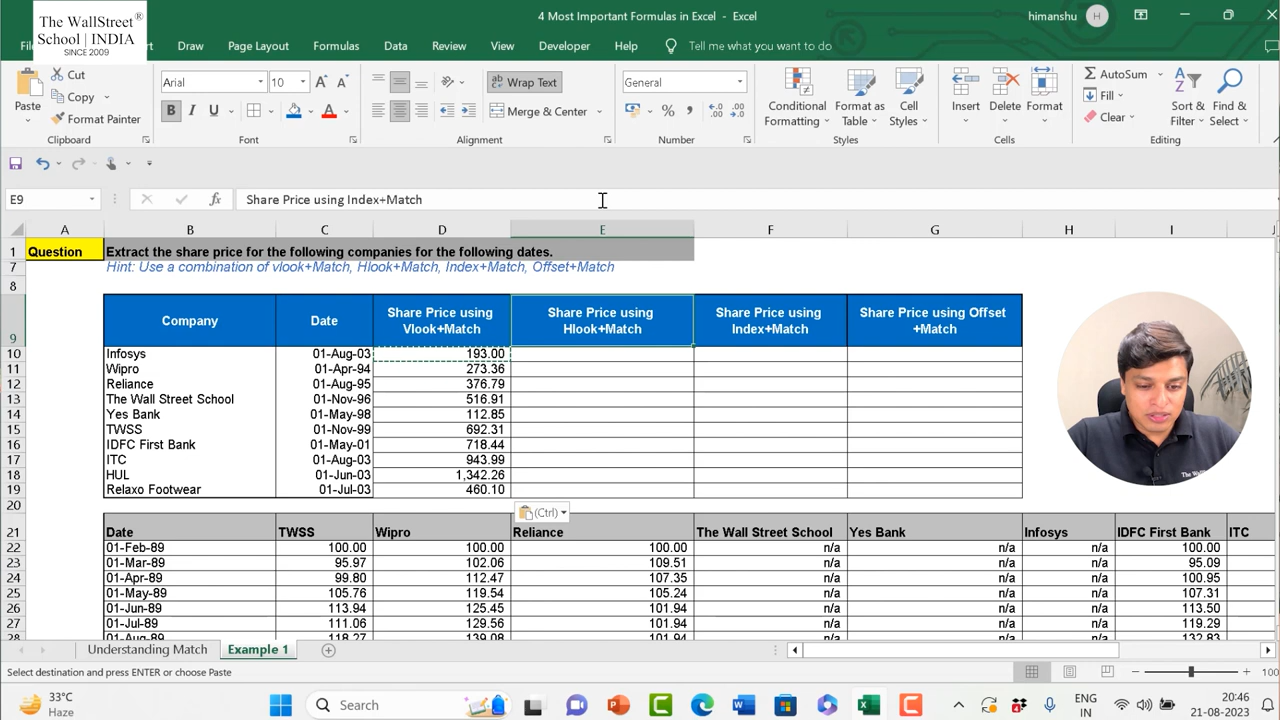 The WallStreet®
School | INDIA
SINCE 2009
4 Most Important Formulas in Excel - Excel
himanshu H
Draw Page Layout Formulas Data Review View Developer Help Tell me what you want to do
Paste
Cut
Copy
Format Painter
Clipboard
Arial 10 A A
B I U A
Font
Wrap Text
Merge & Center
Alignment
General
% ,
Number
Conditional Formatting
Format as Table
Cell Styles
Styles
Insert Delete Format
Cells
AutoSum
Fill
Clear
Sort & Filter
Find & Select
Editing
E9 fx Share Price using Index+Match
A B C D E F G H I J
1 Question Extract the share price for the following companies for the following dates.
7 Hint: Use a combination of vlook+Match, Hlook+Match, Index+Match, Offset+Match
8
9 Company Date Share Price using Vlook+Match Share Price using Hlook+Match Share Price using Index+Match Share Price using Offset +Match
10 Infosys 01-Aug-03 193.00
11 Wipro 01-Apr-94 273.36
12 Reliance 01-Aug-95 376.79
13 The Wall Street School 01-Nov-96 516.91
14 Yes Bank 01-May-98 112.85
15 TWSS 01-Nov-99 692.31
16 IDFC First Bank 01-May-01 718.44
17 ITC 01-Aug-03 943.99
18 HUL 01-Jun-03 1,342.26
19 Relaxo Footwear 01-Jul-03 460.10
20 (Ctrl)
21 Date TWSS Wipro Reliance The Wall Street School Yes Bank Infosys IDFC First Bank ITC
22 01-Feb-89 100.00 100.00 100.00 n/a n/a n/a 100.00
23 01-Mar-89 95.97 102.06 109.51 n/a n/a n/a 95.09
24 01-Apr-89 99.80 112.47 107.35 n/a n/a n/a 100.95
25 01-May-89 105.76 119.54 105.24 n/a n/a n/a 107.31
26 01-Jun-89 113.94 125.45 101.94 n/a n/a n/a 113.50
27 01-Jul-89 111.06 129.56 101.94 n/a n/a n/a 119.29
28 01-Aug-89 118.27 139.08 101.94 n/a n/a n/a 132.83
Understanding Match Example 1
Select destination and press ENTER or choose Paste
100
33°C
Haze
Search
ENG
IN
20:46
21-08-2023